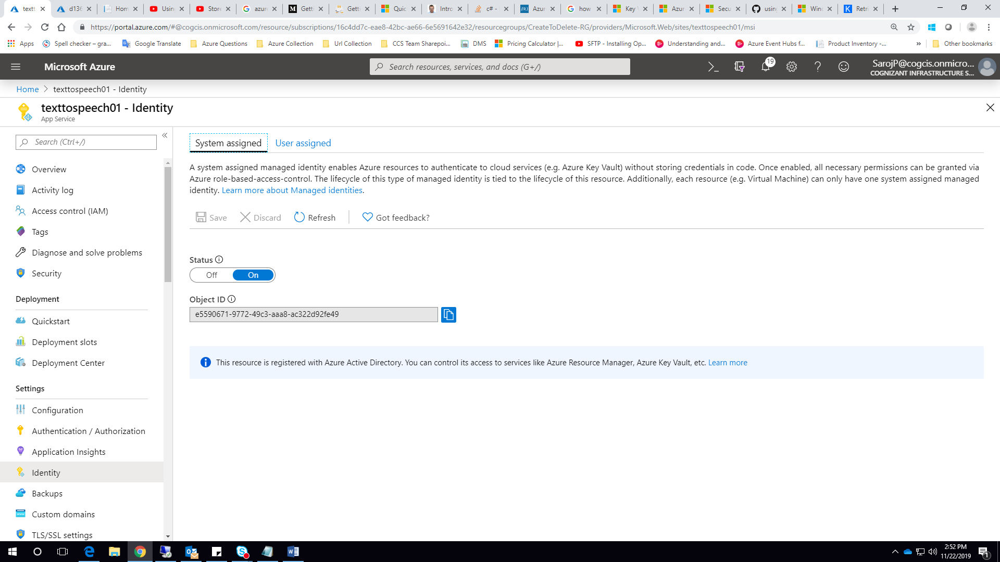 textt
d136
Hom
Usin
Store
azure
Getti
Getti
Quic
Intro
c# -
Azur
how
Key V
Azur
Secu
usin
Winc
Retri
https://portal.azure.com/#@cogcis.onmicrosoft.com/resource/subscriptions/16c4dd7c-eae8-42bc-ae66-6e5691642e32/resourcegroups/CreateToDelete-RG/providers/Microsoft.Web/sites/texttospeech01/msi
Apps Spell checker – gra... Google Translate Azure Questions Azure Collection Url Collection CCS Team Sharepoi... DMS Pricing Calculator |... SFTP - Installing Op... Understanding and... Azure Event Hubs f... Product Inventory -... » Other bookmarks
Microsoft Azure
Search resources, services, and docs (G+/)
19
SarojP@cogcis.onmicro...
COGNIZANT INFRASTRUCTURE S...
Home > texttospeech01 - Identity
texttospeech01 - Identity
App Service
Search (Ctrl+/)
«
Overview
Activity log
Access control (IAM)
Tags
Diagnose and solve problems
Security
Deployment
Quickstart
Deployment slots
Deployment Center
Settings
Configuration
Authentication / Authorization
Application Insights
Identity
Backups
Custom domains
TLS/SSL settings
System assigned User assigned
A system assigned managed identity enables Azure resources to authenticate to cloud services (e.g. Azure Key Vault) without storing credentials in code. Once enabled, all necessary permissions can be granted via
Azure role-based-access-control. The lifecycle of this type of managed identity is tied to the lifecycle of this resource. Additionally, each resource (e.g. Virtual Machine) can only have one system assigned managed
identity. Learn more about Managed identities.
Save Discard Refresh Got feedback?
Status
Off On
Object ID
e5590671-9772-49c3-aaa8-ac322d92fe49
This resource is registered with Azure Active Directory. You can control its access to services like Azure Resource Manager, Azure Key Vault, etc. Learn more
2:52 PM
11/22/2019
1